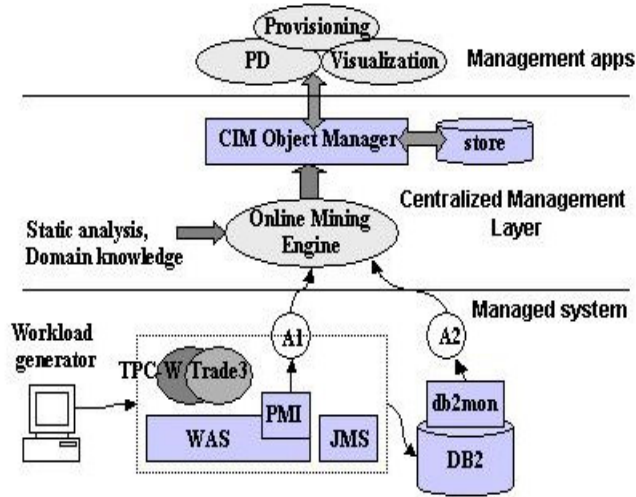 Provisioning
PD
Visualization
Management apps
CIM Object Manager
store
Centralized Management
Layer
Online Mining
Engine
Static analysis,
Domain knowledge
Managed system
Workload
generator
A1
A2
TPC-W
Trade3
PMI
WAS
JMS
db2mon
DB2